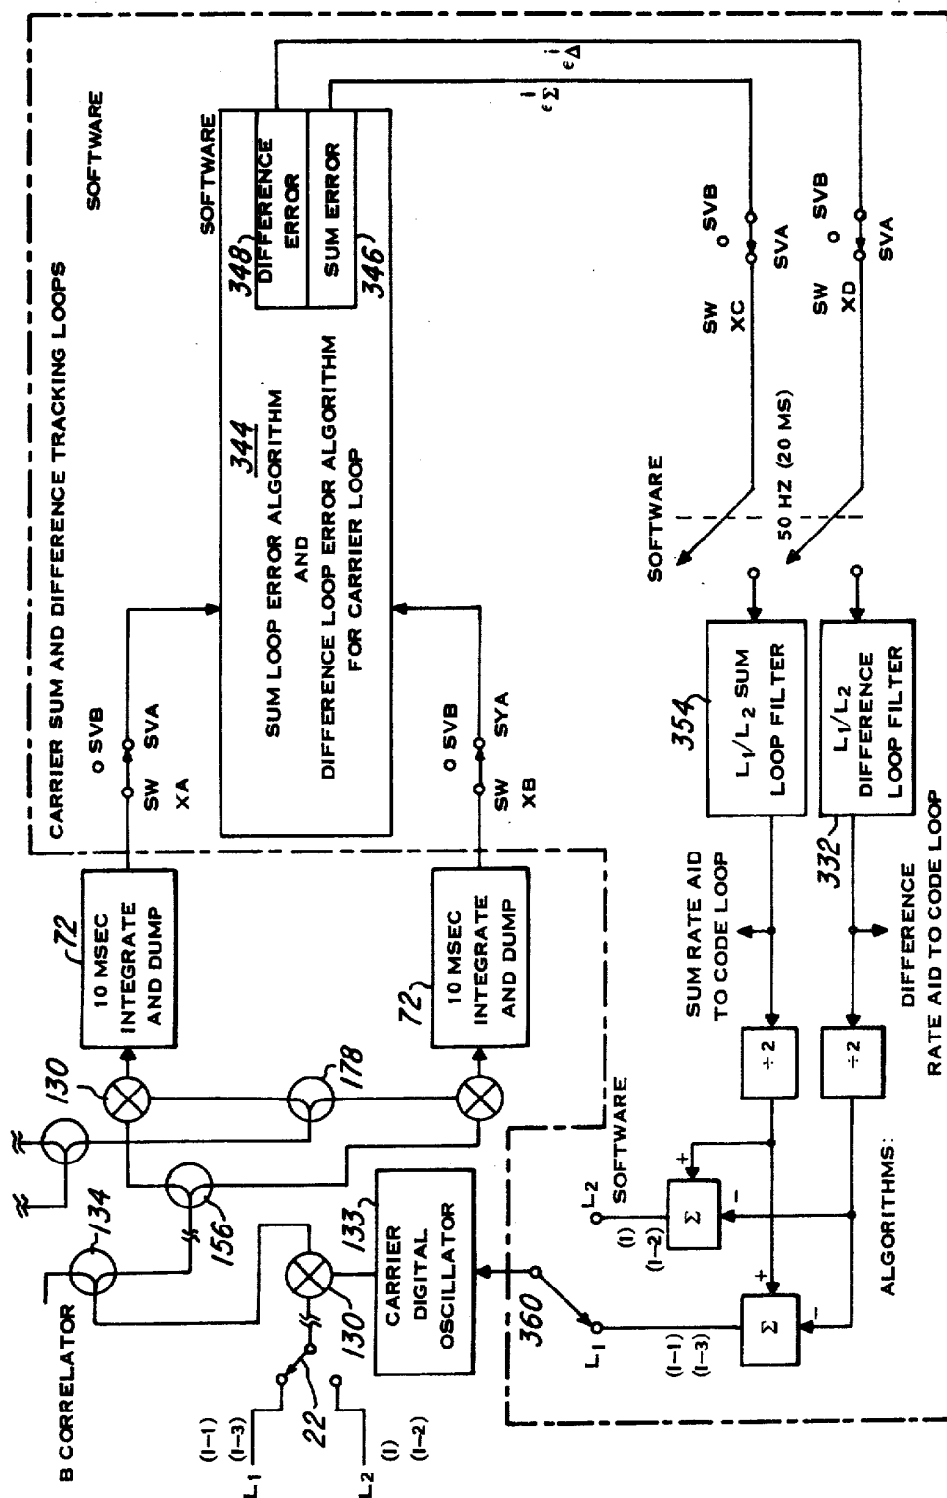 CARRIER SUM AND DIFFERENCE TRACKING LOOPS
SOFTWARE
B CORRELATOR
134
156
130
178
72
10 MSEC
INTEGRATE
AND DUMP
72
10 MSEC
INTEGRATE
AND DUMP
SVB
SW SVA
XA
SVB
SW SYA
XB
SOFTWARE
344
SUM LOOP ERROR ALGORITHM
AND
DIFFERENCE LOOP ERROR ALGORITHM
FOR CARRIER LOOP
348
DIFFERENCE
ERROR
SUM ERROR
346
ϵ Σ i
ϵ Δ i
L1
(I-1)
(I-3)
L2
(I)
(I-2)
22
130
133
CARRIER
DIGITAL
OSCILLATOR
360
SOFTWARE
L2
(I)
(I-2)
L1
(I-1)
(I-3)
Σ
+
-
Σ
+
-
ALGORITHMS:
÷2
÷2
SUM RATE AID
TO CODE LOOP
DIFFERENCE
RATE AID TO CODE LOOP
354
L1/L2 SUM
LOOP FILTER
332
L1/L2
DIFFERENCE
LOOP FILTER
SOFTWARE
50 HZ (20 MS)
SW
XC
SVB
SVA
SW
XD
SVB
SVA